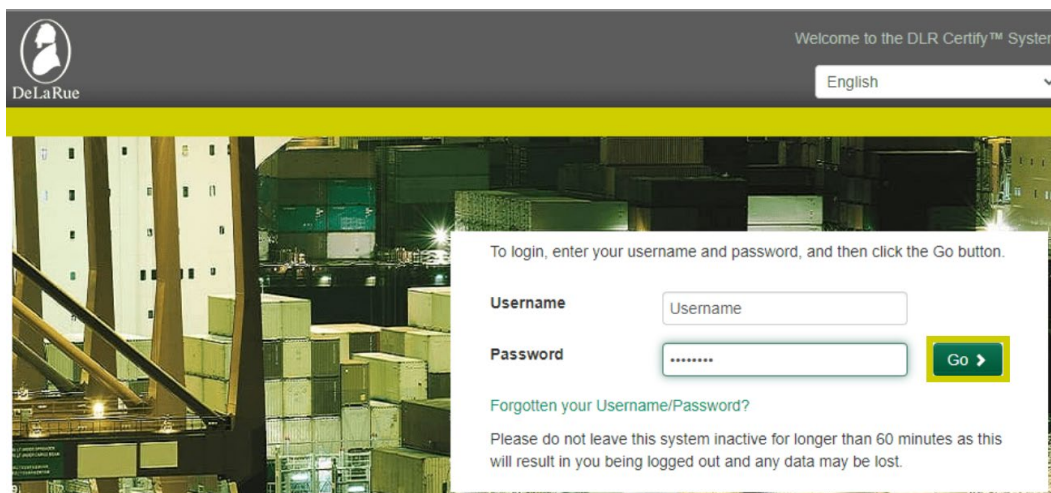 Welcome to the DLR Certify™ System
DeLaRue
English
To login, enter your username and password, and then click the Go button.
Username
Username
Password
••••••••
Go
Forgotten your Username/Password?
Please do not leave this system inactive for longer than 60 minutes as this
will result in you being logged out and any data may be lost.